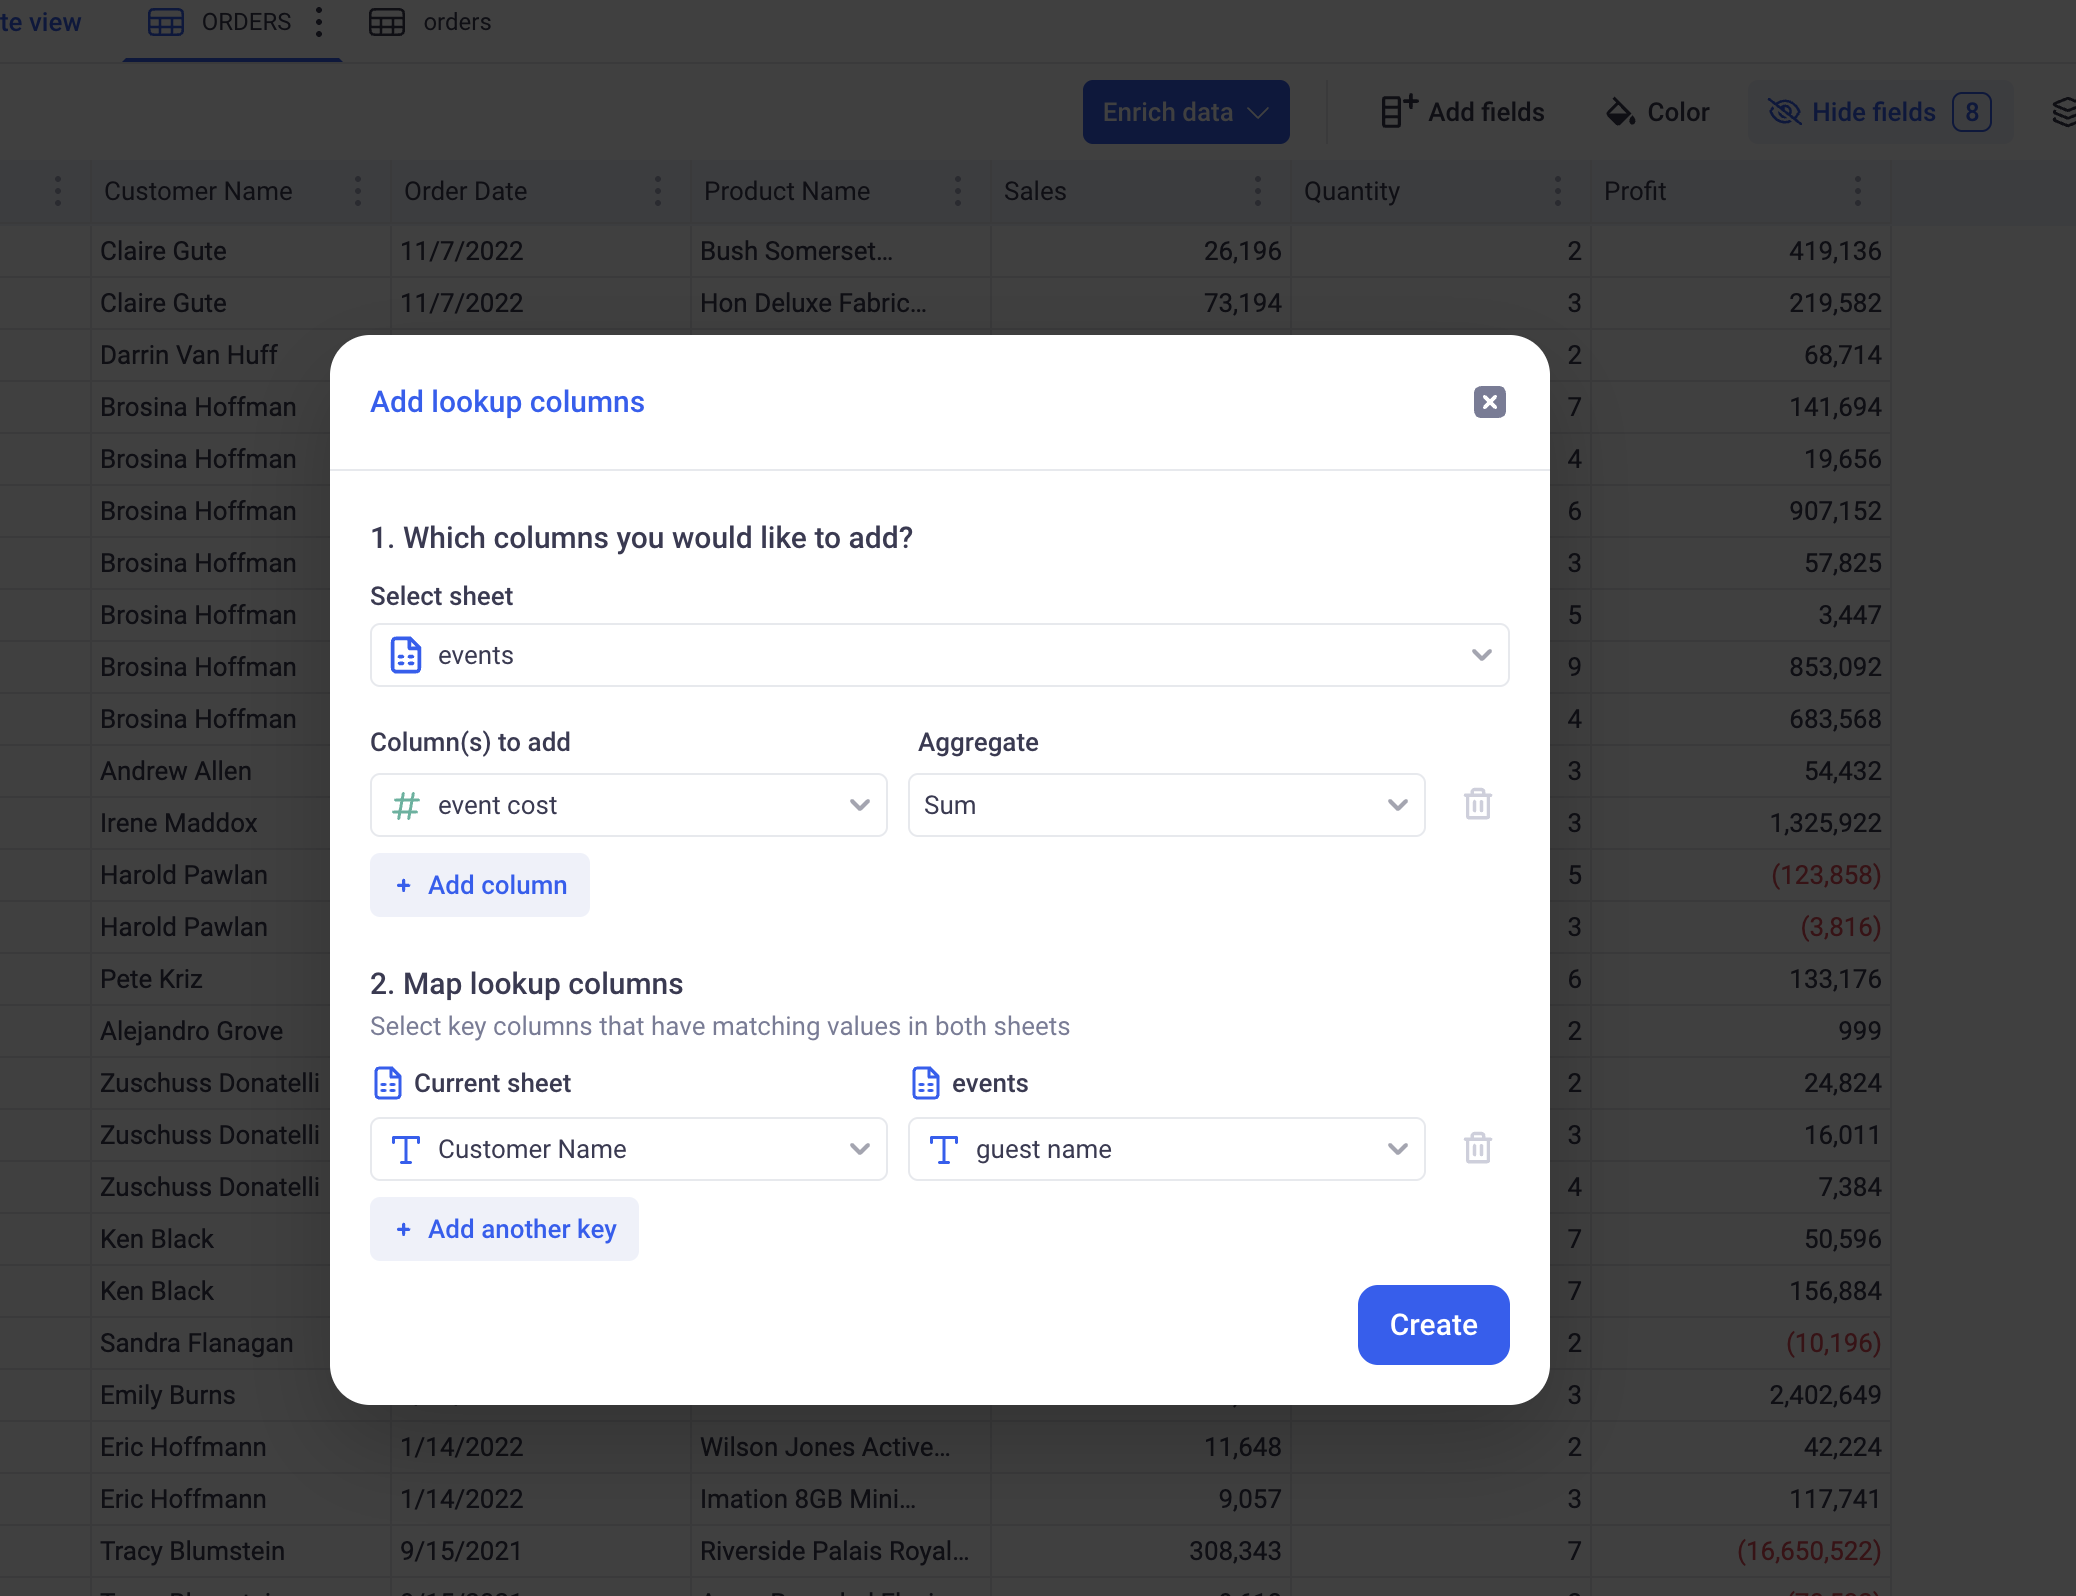 te view ORDERS orders
Enrich data Add fields Color Hide fields 8
Customer Name Order Date Product Name Sales Quantity Profit
Claire Gute 11/7/2022 Bush Somerset... 26,196 2 419,136
Claire Gute 11/7/2022 Hon Deluxe Fabric... 73,194 3 219,582
Darrin Van Huff 2 68,714
Add lookup columns
Brosina Hoffman 7 141,694
Brosina Hoffman 4 19,656
Brosina Hoffman 6 907,152
1. Which columns you would like to add?
Brosina Hoffman 3 57,825
Select sheet
Brosina Hoffman 5 3,447
events
Brosina Hoffman 9 853,092
Brosina Hoffman 4 683,568
Column(s) to add Aggregate
Andrew Allen 3 54,432
event cost Sum
Irene Maddox 3 1,325,922
Harold Pawlan 5 (123,858)
+ Add column
Harold Pawlan 3 (3,816)
Pete Kriz 6 133,176
2. Map lookup columns
Select key columns that have matching values in both sheets
Alejandro Grove 2 999
Current sheet events
Zuschuss Donatelli 2 24,824
Zuschuss Donatelli 3 16,011
Customer Name guest name
Zuschuss Donatelli 4 7,384
+ Add another key
Ken Black 7 50,596
Ken Black 7 156,884
Create
Sandra Flanagan 2 (10,196)
Emily Burns 3 2,402,649
Eric Hoffmann 1/14/2022 Wilson Jones Active... 11,648 2 42,224
Eric Hoffmann 1/14/2022 Imation 8GB Mini... 9,057 3 117,741
Tracy Blumstein 9/15/2021 Riverside Palais Royal... 308,343 7 (16,650,522)